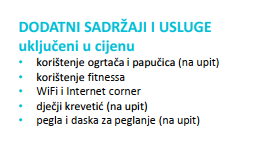 DODATNI SADRŽAJI I USLUGE
uključeni u cijenu
• korištenje ogrtača i papučica (na upit)
• korištenje fitnessa
• WiFi i Internet corner
• dječji krevetić (na upit)
• pegla i daska za peglanje (na upit)